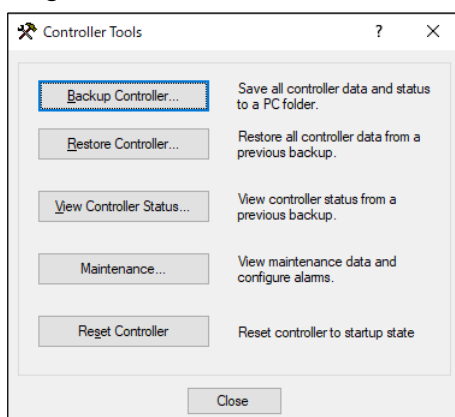 Controller Tools ? ×
Backup Controller...
Save all controller data and status
to a PC folder.
Restore Controller...
Restore all controller data from a
previous backup.
View Controller Status...
View controller status from a
previous backup.
Maintenance...
View maintenance data and
configure alarms.
Reset Controller
Reset controller to startup state
Close